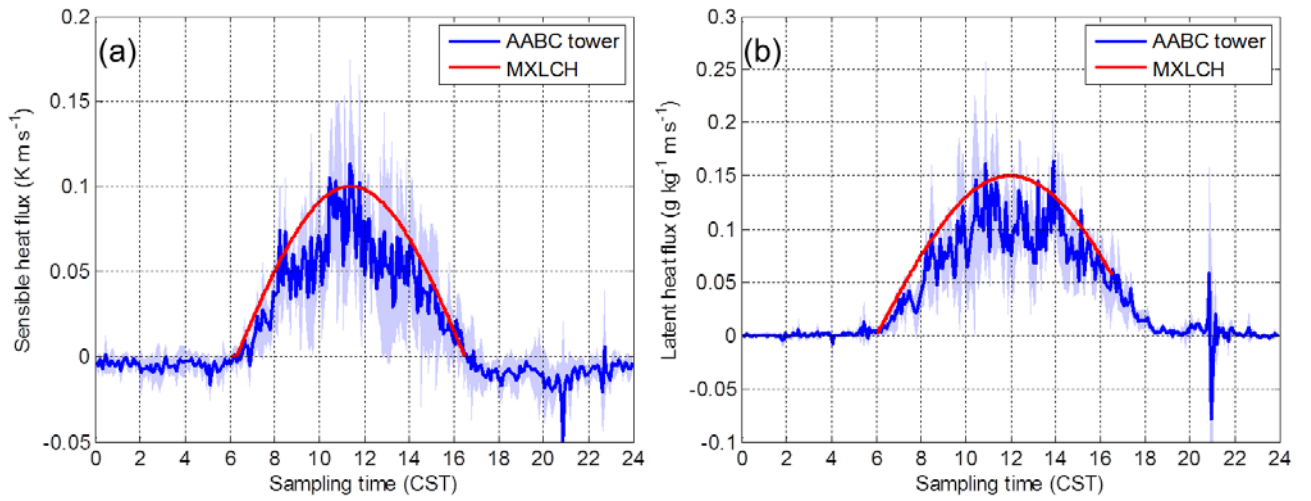 (a)
AABC tower
MXLCH
Sensible heat flux (K m s⁻¹)
0.2
0.15
0.1
0.05
0
-0.05
0 2 4 6 8 10 12 14 16 18 20 22 24
Sampling time (CST)
(b)
AABC tower
MXLCH
Latent heat flux (g kg⁻¹ m s⁻¹)
0.3
0.25
0.2
0.15
0.1
0.05
0
-0.05
-0.1
0 2 4 6 8 10 12 14 16 18 20 22 24
Sampling time (CST)